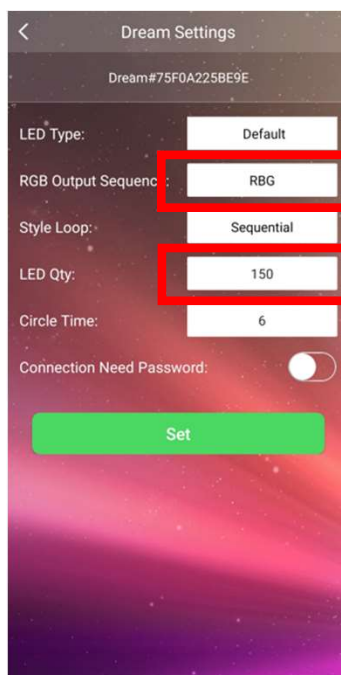 Dream Settings
Dream#75F0A225BE9E
LED Type: Default
RGB Output Sequence: RBG
Style Loop: Sequential
LED Qty: 150
Circle Time: 6
Connection Need Password:
Set